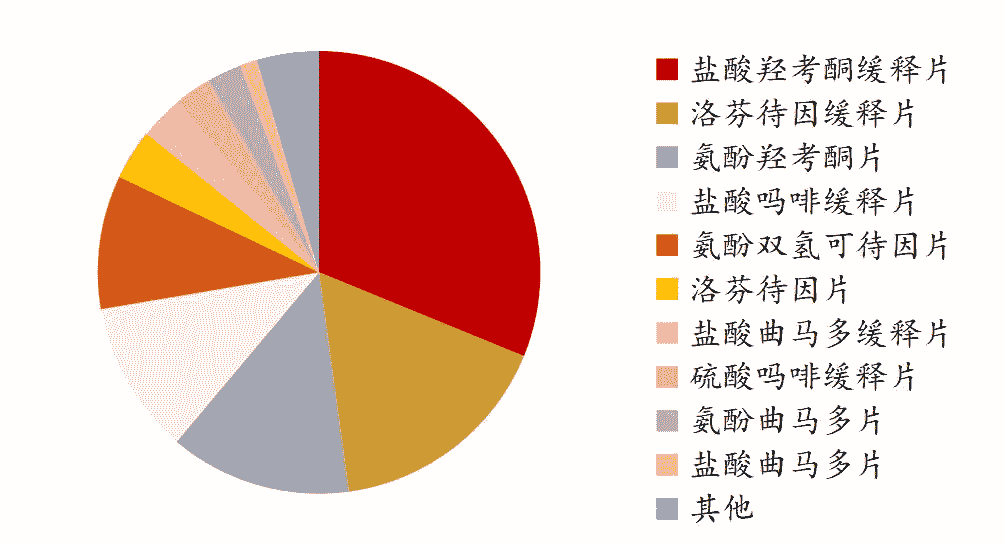 盐酸羟考酮缓释片
洛芬待因缓释片
氨酚羟考酮片
盐酸吗啡缓释片
氨酚双氢可待因片
洛芬待因片
盐酸曲马多缓释片
硫酸吗啡缓释片
氨酚曲马多片
盐酸曲马多片
其他